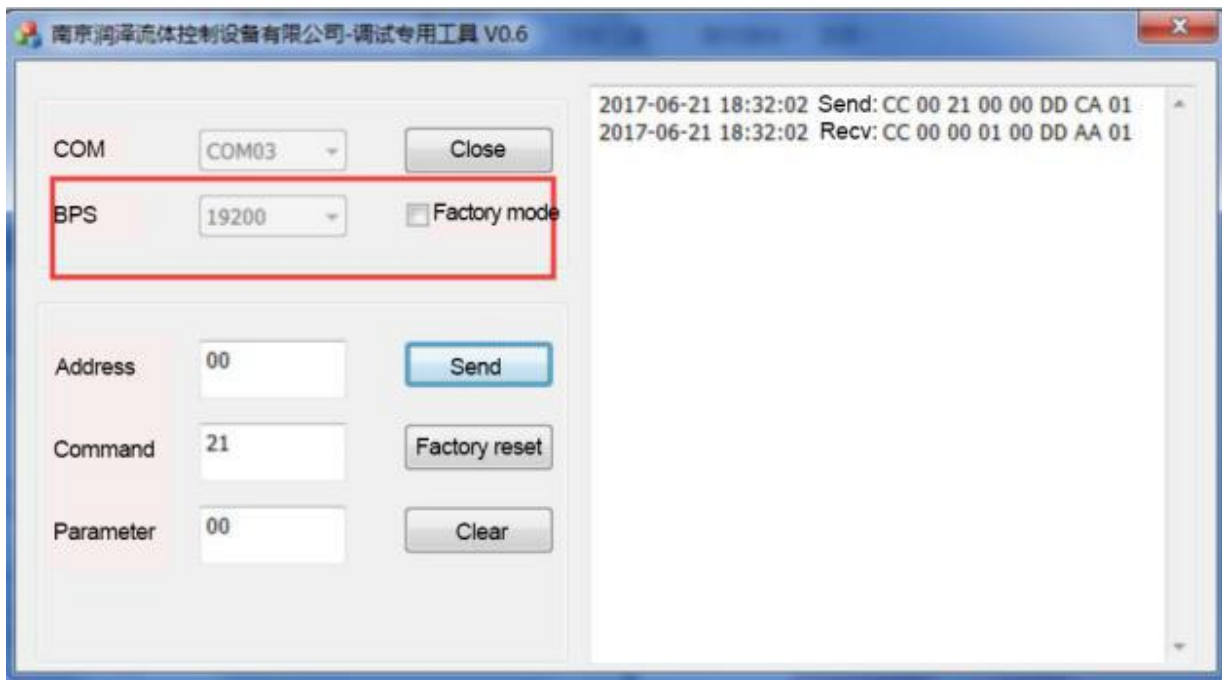 南京润泽流体控制设备有限公司-调试专用工具 V0.6
COM
COM03
Close
BPS
19200
Factory mode
Address
00
Send
Command
21
Factory reset
Parameter
00
Clear
2017-06-21 18:32:02 Send: CC 00 21 00 00 DD CA 01
2017-06-21 18:32:02 Recv: CC 00 00 01 00 DD AA 01